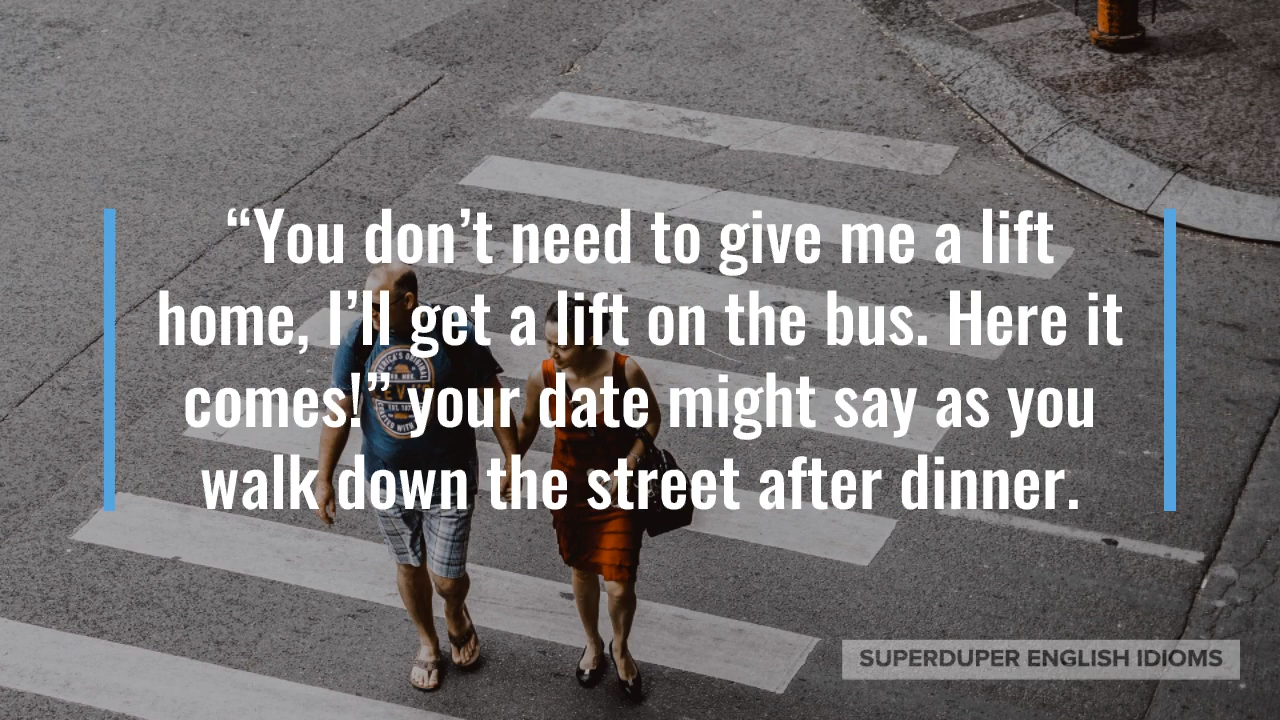 “You don’t need to give me a lift
home, I’ll get a lift on the bus. Here it
comes!” your date might say as you
walk down the street after dinner.
SUPERDUPER ENGLISH IDIOMS